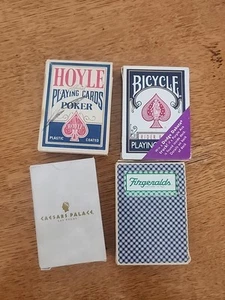 HOYLE
PLAYING CARDS
POKER
PLASTIC COATED
BICYCLE
PLAYING
CAESARS PALACE
Fitzgeralds